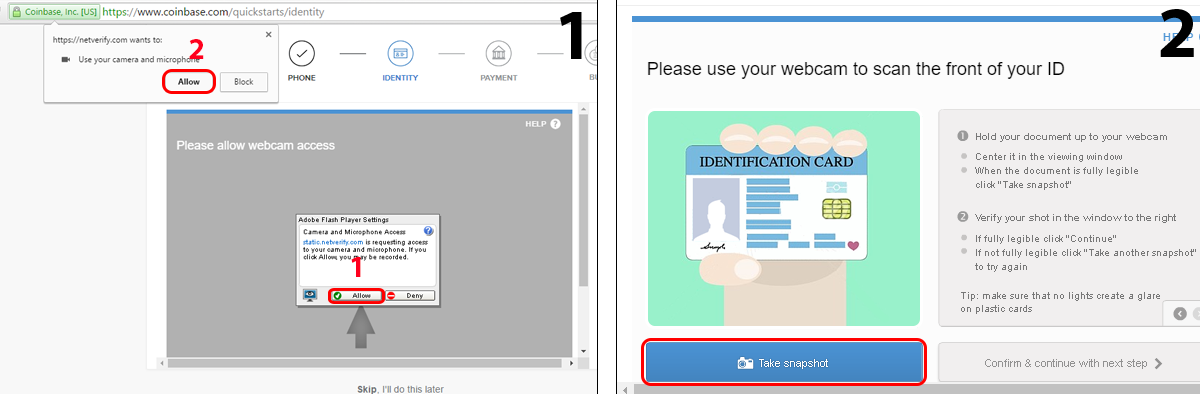 Coinbase, Inc. [US] https://www.coinbase.com/quickstarts/identity
1
https://netverify.com wants to:
Use your camera and microphone
2
Allow
Block
PHONE
IDENTITY
PAYMENT
HELP ?
Please allow webcam access
Adobe Flash Player Settings
Camera and Microphone Access
static.netverify.com is requesting access
to your camera and microphone. If you
click Allow, you may be recorded.
1
Allow
Deny
Skip, I'll do this later
2
HELP
Please use your webcam to scan the front of your ID
IDENTIFICATION CARD
Sample
1 Hold your document up to your webcam
Center it in the viewing window
When the document is fully legible
click "Take snapshot"
2 Verify your shot in the window to the right
If fully legible click "Continue"
If not fully legible click "Take another snapshot"
to try again
Tip: make sure that no lights create a glare
on plastic cards
Take snapshot
Confirm & continue with next step